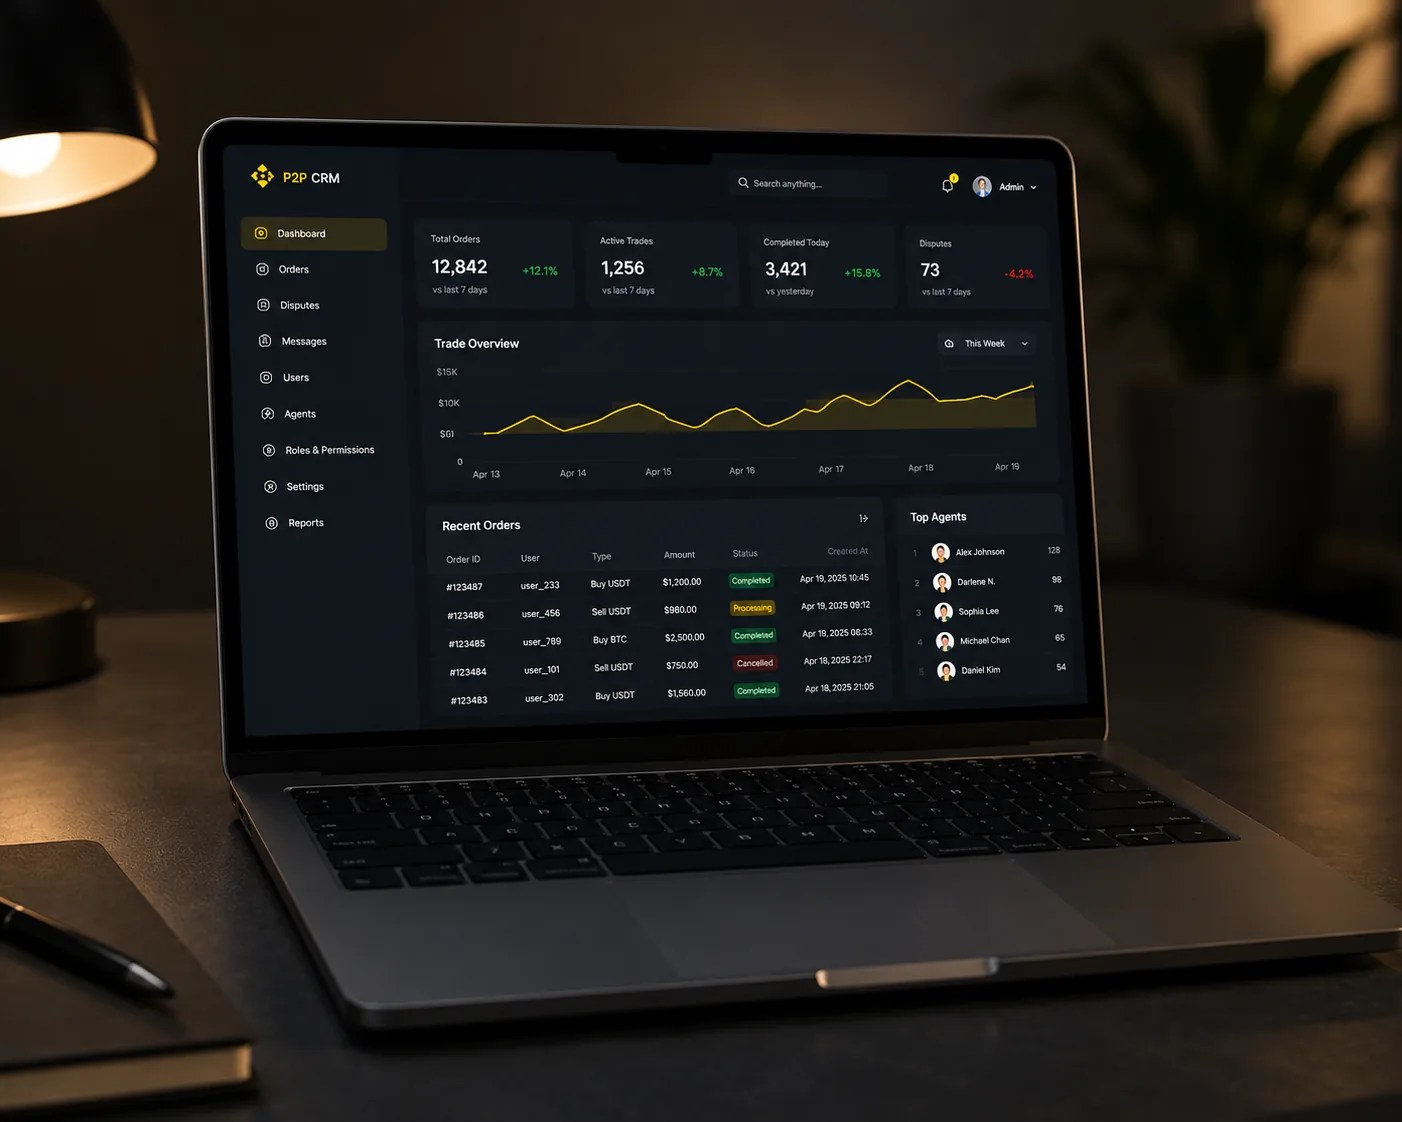 P2P CRM
Search anything...
Admin
Dashboard
Orders
Disputes
Messages
Users
Agents
Roles & Permissions
Settings
Reports
Total Orders
12,842
+12.1%
vs last 7 days
Active Trades
1,256
+8.7%
vs last 7 days
Completed Today
3,421
+15.8%
vs yesterday
Disputes
73
-4.2%
vs last 7 days
Trade Overview
This Week
$15K
$10K
0
Apr 13 Apr 14 Apr 15 Apr 16 Apr 17 Apr 18 Apr 19
Recent Orders
Order ID User Type Amount Status Created At
#123487 user_233 Buy USDT $1,200.00 Completed Apr 19, 2025 10:45
#123486 user_456 Sell USDT $980.00 Processing Apr 19, 2025 09:12
#123485 user_789 Buy BTC $2,500.00 Completed Apr 19, 2025 08:33
#123484 user_101 Sell USDT $750.00 Cancelled Apr 18, 2025 22:17
#123483 user_302 Buy USDT $1,560.00 Completed Apr 18, 2025 21:05
Top Agents
1 Alex Johnson 128
2 Darlene N. 98
3 Sophia Lee 76
4 Michael Chan 65
5 Daniel Kim 54